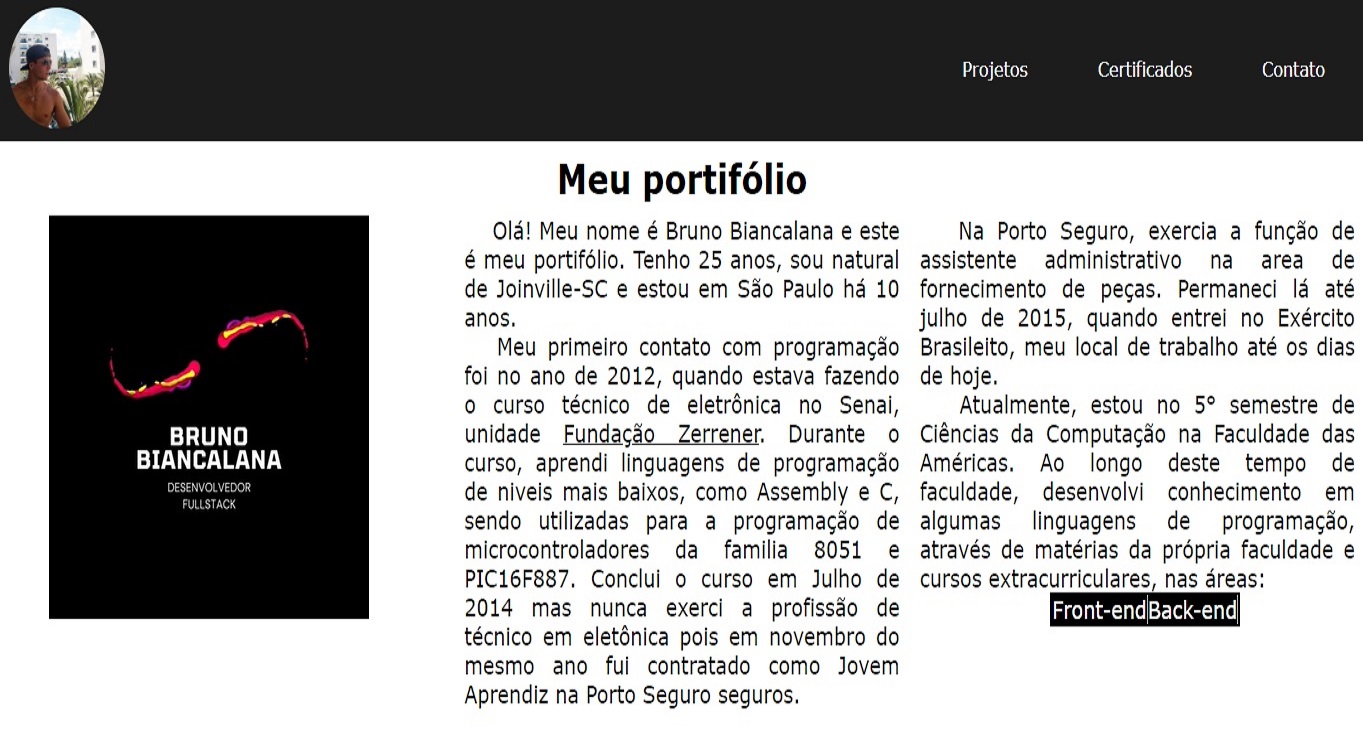 Projetos
Certificados
Contato
Meu portifólio
BRUNO
BIANCALANA
DESENVOLVEDOR
FULLSTACK
Olá! Meu nome é Bruno Biancalana e este
é meu portifólio. Tenho 25 anos, sou natural
de Joinville-SC e estou em São Paulo há 10
anos.
Meu primeiro contato com programação
foi no ano de 2012, quando estava fazendo
o curso técnico de eletrônica no Senai,
unidade Fundação Zerrener. Durante o
curso, aprendi linguagens de programação
de niveis mais baixos, como Assembly e C,
sendo utilizadas para a programação de
microcontroladores da familia 8051 e
PIC16F887. Conclui o curso em Julho de
2014 mas nunca exerci a profissão de
técnico em eletônica pois em novembro do
mesmo ano fui contratado como Jovem
Aprendiz na Porto Seguro seguros.
Na Porto Seguro, exercia a função de
assistente administrativo na area de
fornecimento de peças. Permaneci lá até
julho de 2015, quando entrei no Exército
Brasileito, meu local de trabalho até os dias
de hoje.
Atualmente, estou no 5° semestre de
Ciências da Computação na Faculdade das
Américas. Ao longo deste tempo de
faculdade, desenvolvi conhecimento em
algumas linguagens de programação,
através de matérias da própria faculdade e
cursos extracurriculares, nas áreas:
Front-end
Back-end